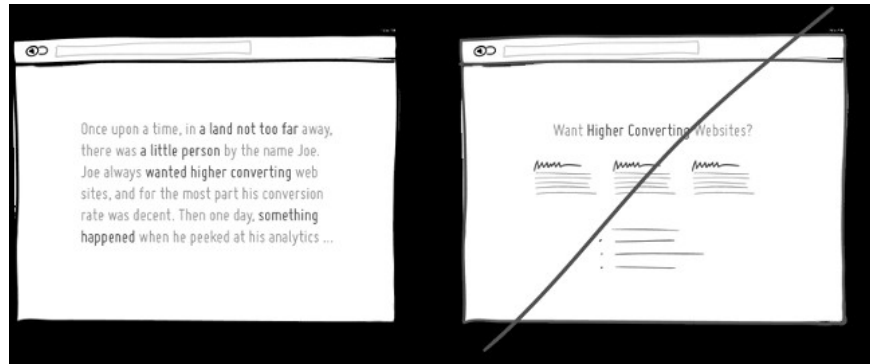 Once upon a time, in a land not too far away,
there was a little person by the name Joe.
Joe always wanted higher converting web
sites, and for the most part his conversion
rate was decent. Then one day, something
happened when he peeked at his analytics ...
Want Higher Converting Websites?